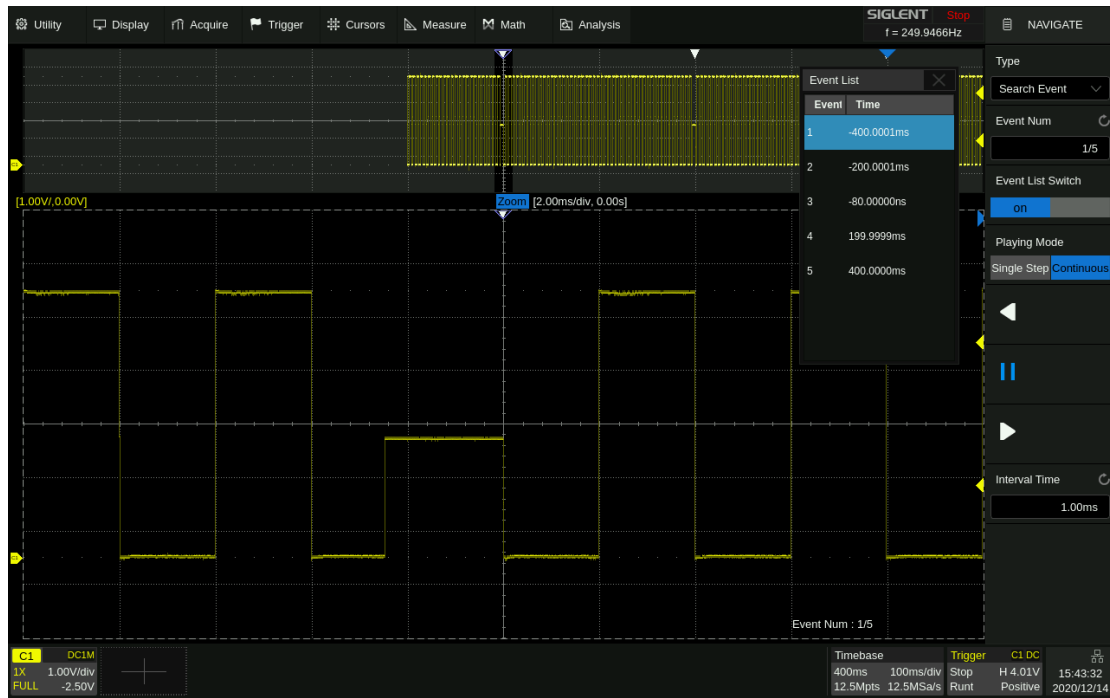 Utility Display Acquire Trigger Cursors Measure Math Analysis SIGLENT Stop NAVIGATE
f = 249.9466Hz
Type
Search Event
Event List
Event Time
1 -400.0001ms
2 -200.0001ms
3 -80.00000ns
4 199.9999ms
5 400.0000ms
Event Num
1/5
Event List Switch
on
Playing Mode
Single Step Continuous
Interval Time
1.00ms
[1.00V/,0.00V] Zoom [2.00ms/div, 0.00s]
Event Num : 1/5
C1 DC1M
1X 1.00V/div
FULL -2.50V
Timebase
400ms 100ms/div
12.5Mpts 12.5MSa/s
Trigger C1 DC
Stop H 4.01V
Runt Positive
15:43:32
2020/12/14